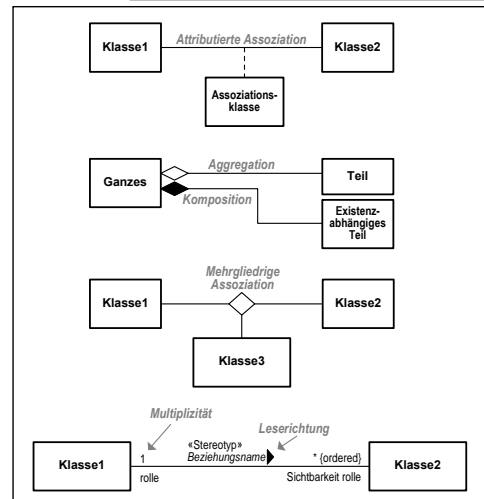 Klasse1
Attributierte Assoziation
Klasse2
Assoziations-
klasse
Ganzes
Aggregation
Teil
Komposition
Existenz-
abhängiges
Teil
Mehrgliedrige
Assoziation
Klasse1
Klasse2
Klasse3
Multiplizität
Leserichtung
«Stereotyp»
Klasse1
1
Beziehungsname
* {ordered}
Klasse2
rolle
Sichtbarkeit rolle